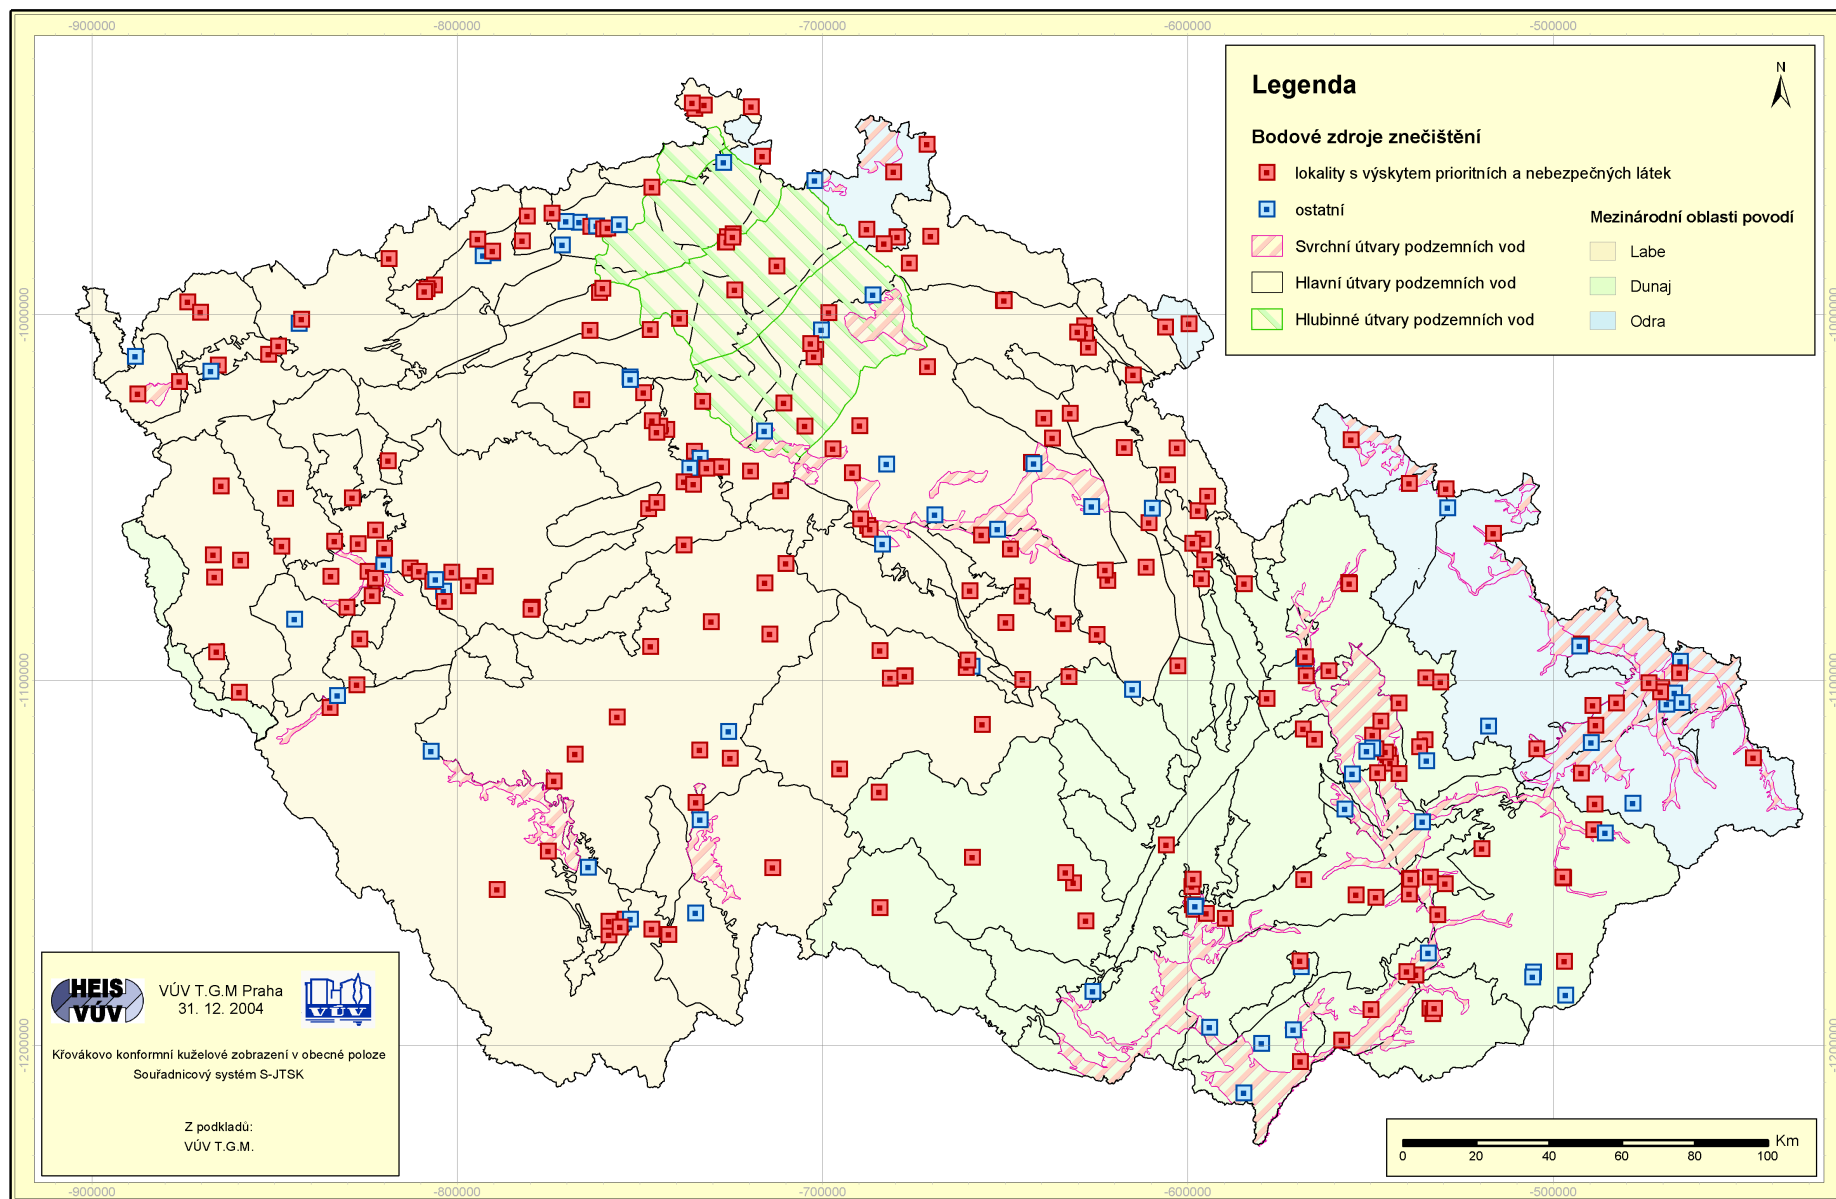 -900000 -800000 -700000 -600000 -500000
Legenda
N
Bodové zdroje znečištění
lokality s výskytem prioritních a nebezpečných látek
ostatní
Svrchní útvary podzemních vod
Hlavní útvary podzemních vod
Hlubinné útvary podzemních vod
Mezinárodní oblasti povodí
Labe
Dunaj
Odra
-1000000
-1000000
-1100000
-1100000
-1200000
-1200000
HEIS
VÚV
VÚV T.G.M Praha
31. 12. 2004
VÚV
Křovákovo konformní kuželové zobrazení v obecné poloze
Souřadnicový systém S-JTSK
Z podkladů:
VÚV T.G.M.
Km
0 20 40 60 80 100
-900000 -800000 -700000 -600000 -500000